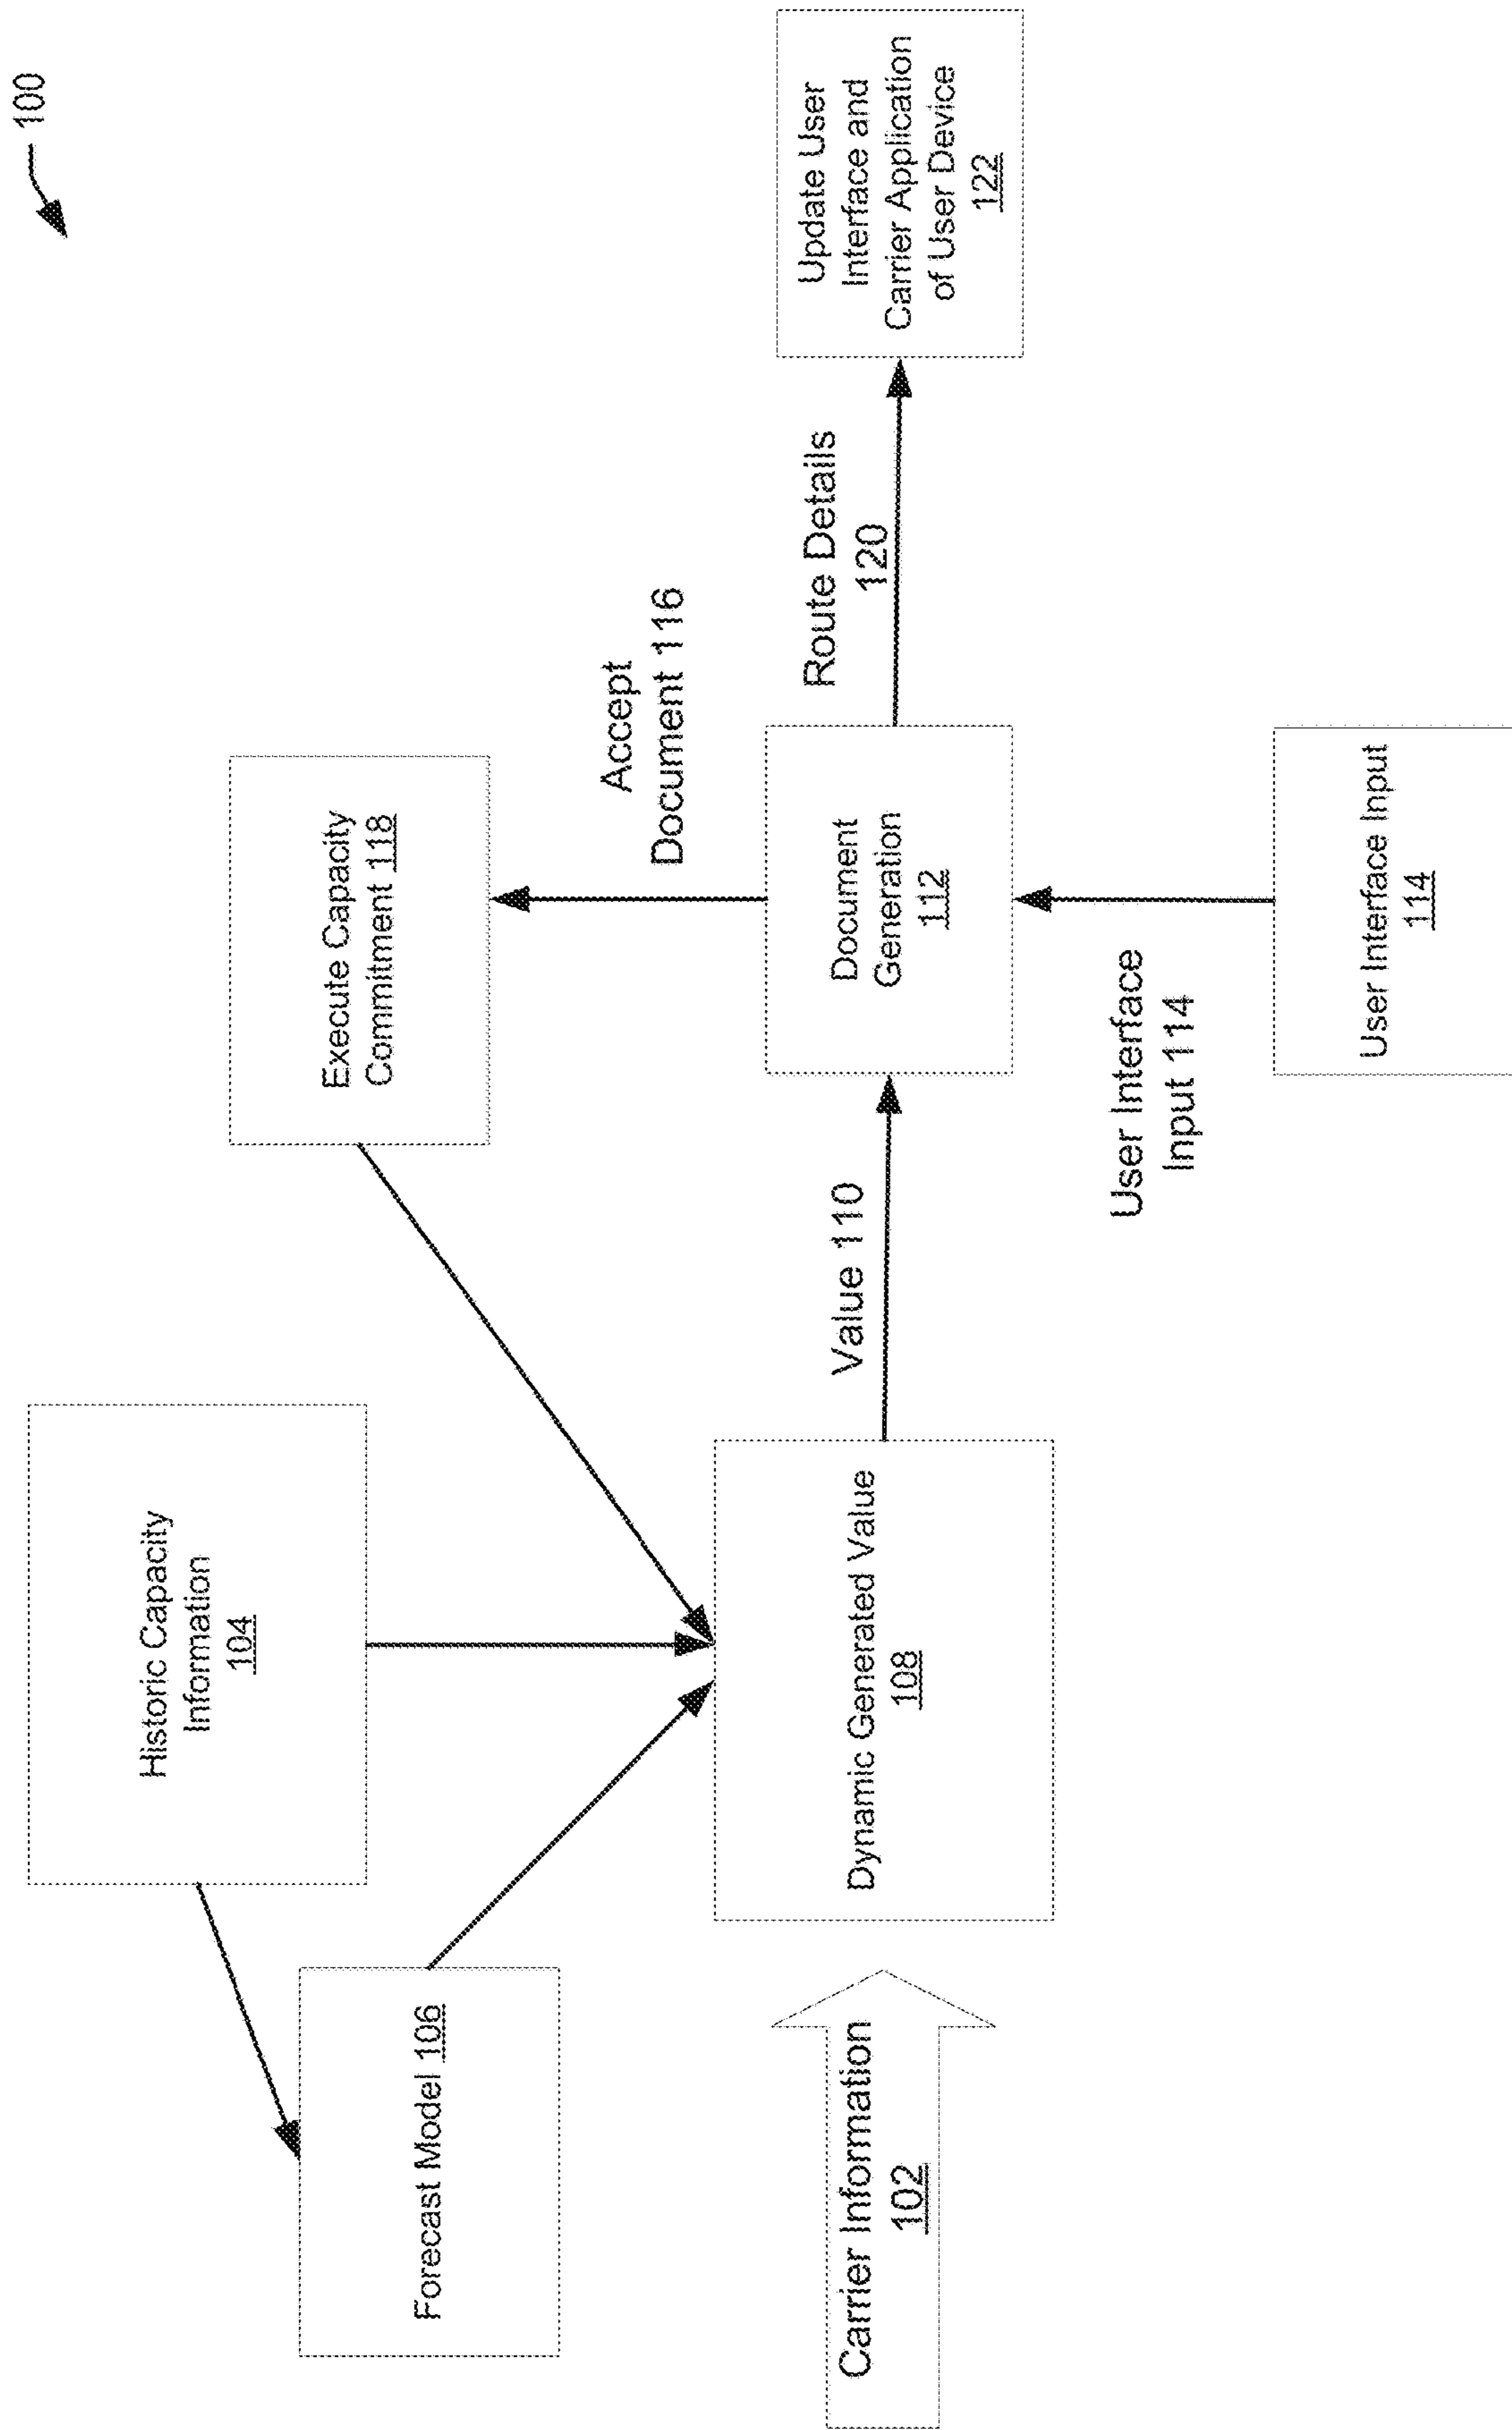 100
Historic Capacity
Information
104
Forecast Model 106
Execute Capacity
Commitment 118
Accept
Document 116
Carrier Information
102
Dynamic Generated Value
108
Value 110
Document
Generation
112
Route Details
120
Update User
Interface and
Carrier Application
of User Device
122
User Interface
Input 114
User Interface Input
114